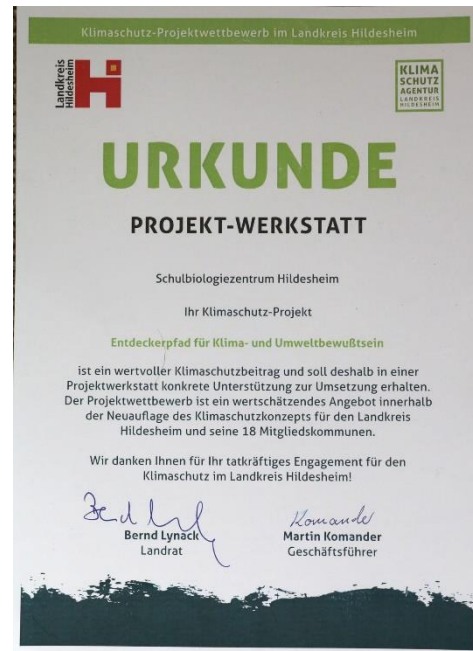 Klimaschutz-Projektwettbewerb im Landkreis Hildesheim
Landkreis
Hildesheim
KLIMA
SCHUTZ
AGENTUR
LANDKREIS
HILDESHEIM
URKUNDE
PROJEKT-WERKSTATT
Schulbiologiezentrum Hildesheim
Ihr Klimaschutz-Projekt
Entdeckerpfad für Klima- und Umweltbewußtsein
ist ein wertvoller Klimaschutzbeitrag und soll deshalb in einer
Projektwerkstatt konkrete Unterstützung zur Umsetzung erhalten.
Der Projektwettbewerb ist ein wertschätzendes Angebot innerhalb
der Neuauflage des Klimaschutzkonzepts für den Landkreis
Hildesheim und seine 18 Mitgliedskommunen.
Wir danken Ihnen für Ihr tatkräftiges Engagement für den
Klimaschutz im Landkreis Hildesheim!
Komander
Bernd Lynack
Landrat
Martin Komander
Geschäftsführer